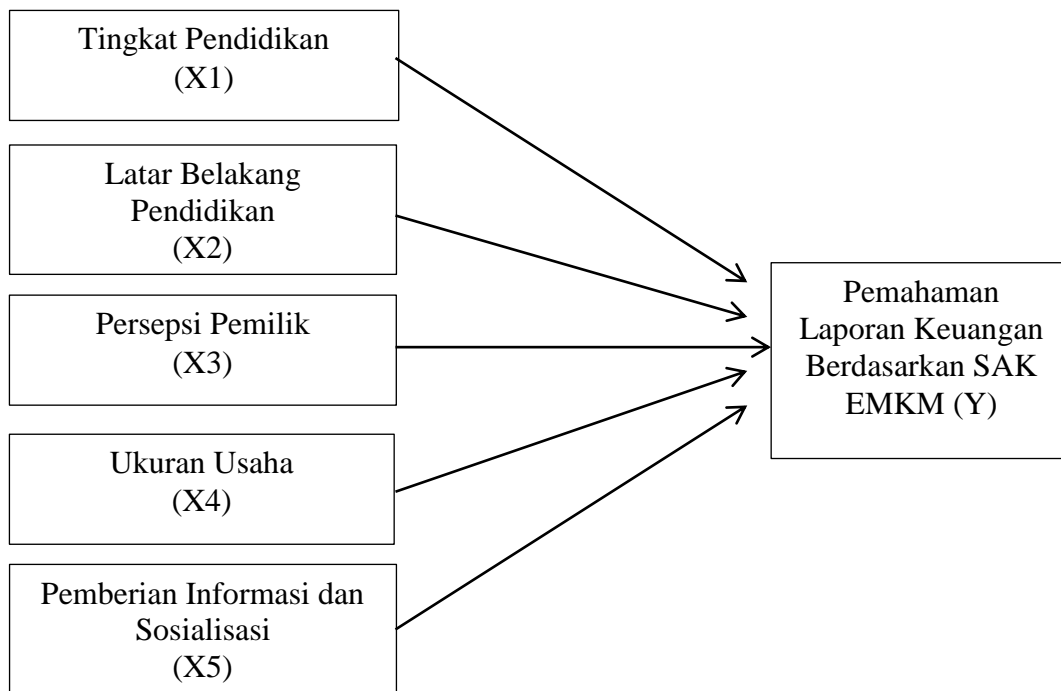 Tingkat Pendidikan
(X1)
Latar Belakang
Pendidikan
(X2)
Persepsi Pemilik
(X3)
Ukuran Usaha
(X4)
Pemberian Informasi dan
Sosialisasi
(X5)
Pemahaman
Laporan Keuangan
Berdasarkan SAK
EMKM (Y)